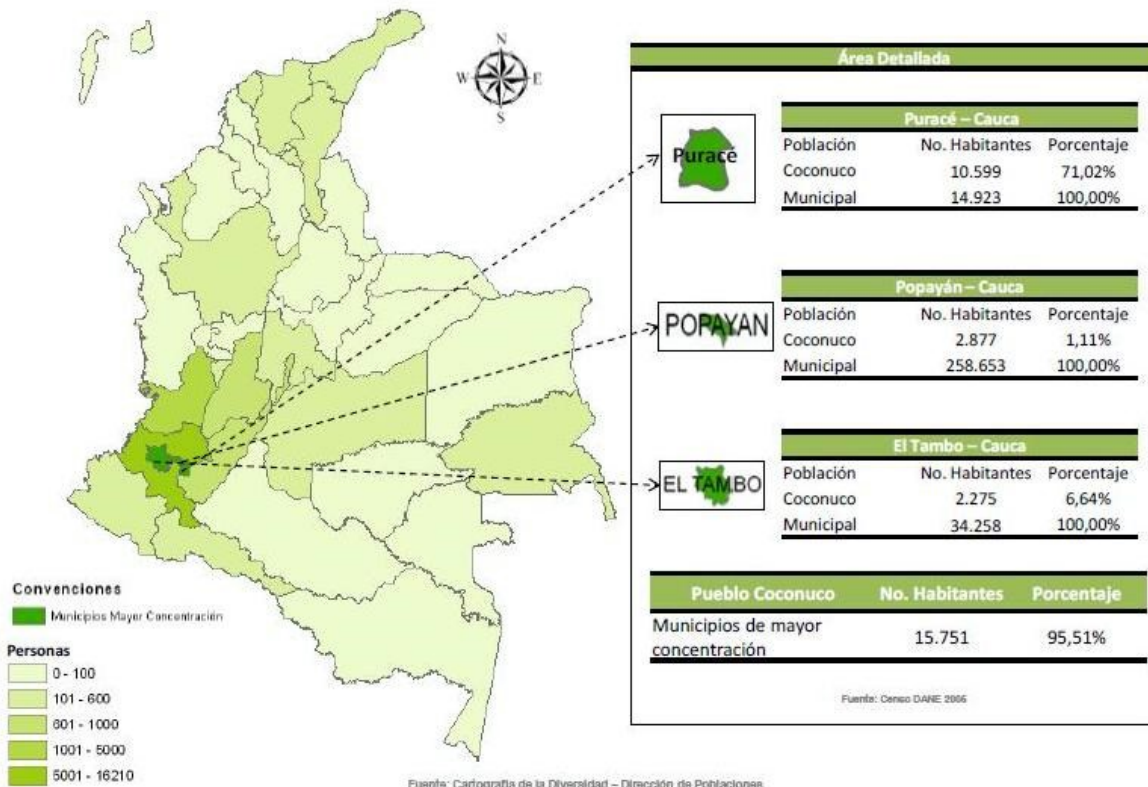 N
W E
S
Área Detallada
Puracé
Puracé – Cauca
Población No. Habitantes Porcentaje
Coconuco 10.599 71,02%
Municipal 14.923 100,00%
POPAYAN
Popayán – Cauca
Población No. Habitantes Porcentaje
Coconuco 2.877 1,11%
Municipal 258.653 100,00%
EL TAMBO
El Tambo – Cauca
Población No. Habitantes Porcentaje
Coconuco 2.275 6,64%
Municipal 34.258 100,00%
Pueblo Coconuco No. Habitantes Porcentaje
Municipios de mayor
concentración 15.751 95,51%
Fuente: Censo DANE 2005
Convenciones
Municipios Mayor Concentración
Personas
0 - 100
101 - 600
601 - 1000
1001 - 5000
5001 - 16210
Fuente: Cartografía de la Diversidad – Dirección de Poblaciones